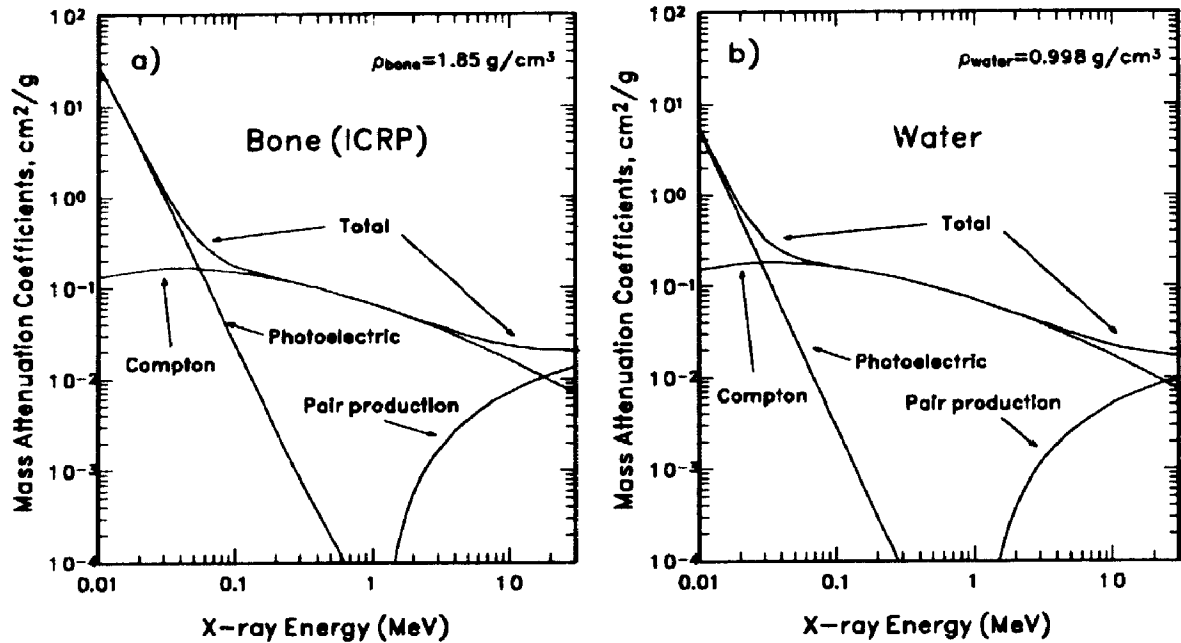 a)
ρbone=1.85 g/cm³
Bone (ICRP)
Total
Photoelectric
Compton
Pair production
Mass Attenuation Coefficients, cm²/g
10²
10¹
10⁰
10⁻¹
10⁻²
10⁻³
10⁻⁴
0.01
0.1
1
10
X-ray Energy (MeV)
b)
ρwater=0.998 g/cm³
Water
Total
Photoelectric
Compton
Pair production
Mass Attenuation Coefficients, cm²/g
10²
10¹
10⁰
10⁻¹
10⁻²
10⁻³
10⁻⁴
0.01
0.1
1
10
X-ray Energy (MeV)